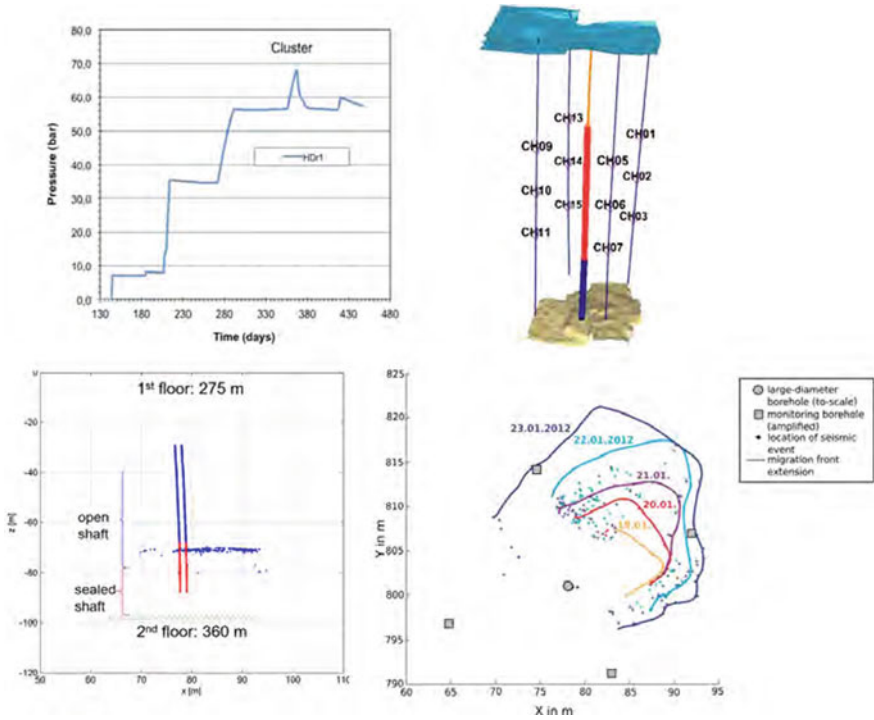 Cluster
Pressure (bar)
80,0
70,0
60,0
50,0
40,0
30,0
20,0
10,0
0,0
HDr1
130
180
230
280
330
380
430
480
Time (days)
CH13
CH01
CH09
CH14
CH05
CH02
CH10
CH15
CH06
CH03
CH11
CH07
1st floor: 275 m
z [m]
0
-20
-40
-60
-80
-100
-120
open
shaft
sealed
shaft
2nd floor: 360 m
50
60
70
80
90
100
110
x [m]
Y in m
825
820
815
810
805
800
795
790
23.01.2012
22.01.2012
21.01.
20.01.
19.01.
60
65
70
75
80
85
90
95
X in m
large-diameter
borehole (to-scale)
monitoring borehole
(amplified)
location of seismic
event
migration front
extension